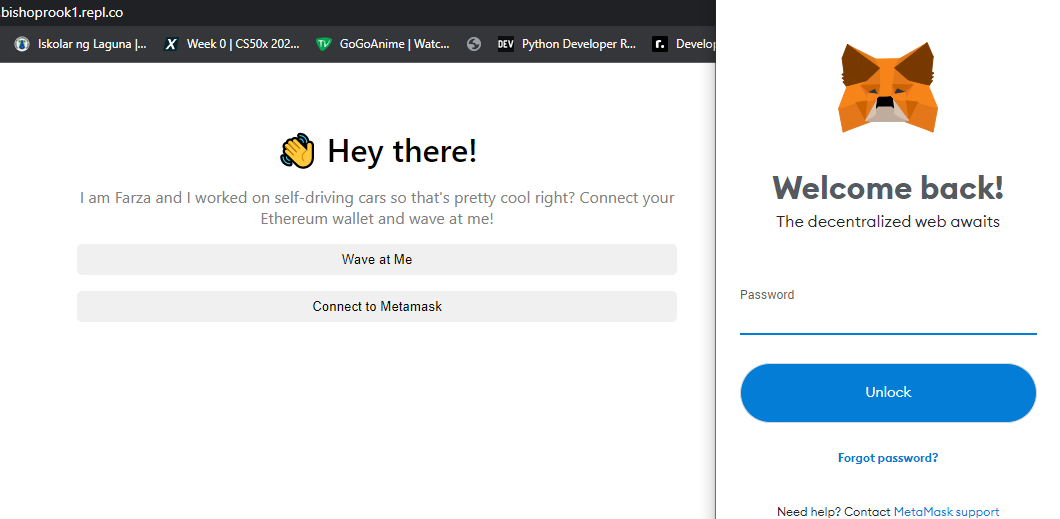 .bishoprook1.repl.co
Iskolar ng Laguna |... Week 0 | CS50x 202... GoGoAnime | Watc... DEV Python Developer R... r. Develop
👋 Hey there!
I am Farza and I worked on self-driving cars so that's pretty cool right? Connect your
Ethereum wallet and wave at me!
Wave at Me
Connect to Metamask
Welcome back!
The decentralized web awaits
Password
Unlock
Forgot password?
Need help? Contact MetaMask support